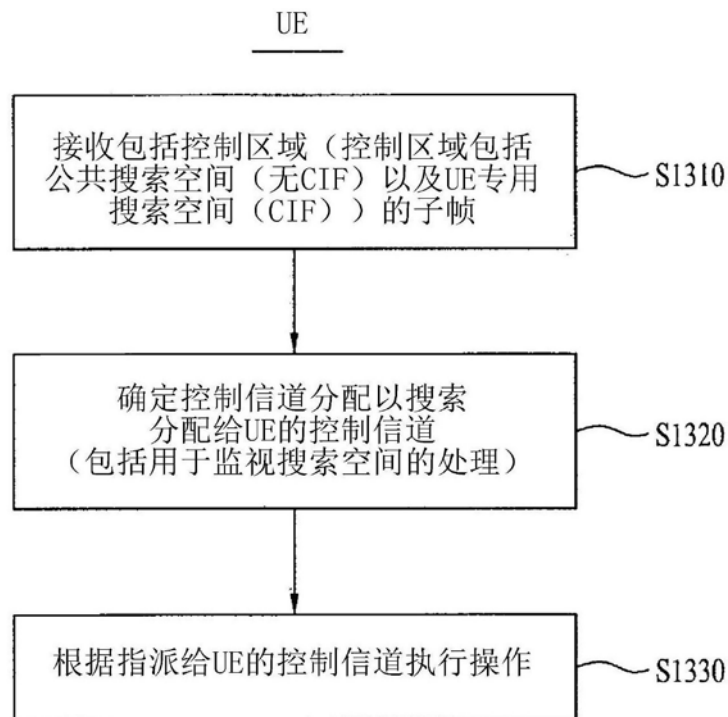 UE
接收包括控制区域（控制区域包括
公共搜索空间（无CIF）以及UE专用
搜索空间（CIF））的子帧
S1310
确定控制信道分配以搜索
分配给UE的控制信道
（包括用于监视搜索空间的处理）
S1320
根据指派给UE的控制信道执行操作
S1330